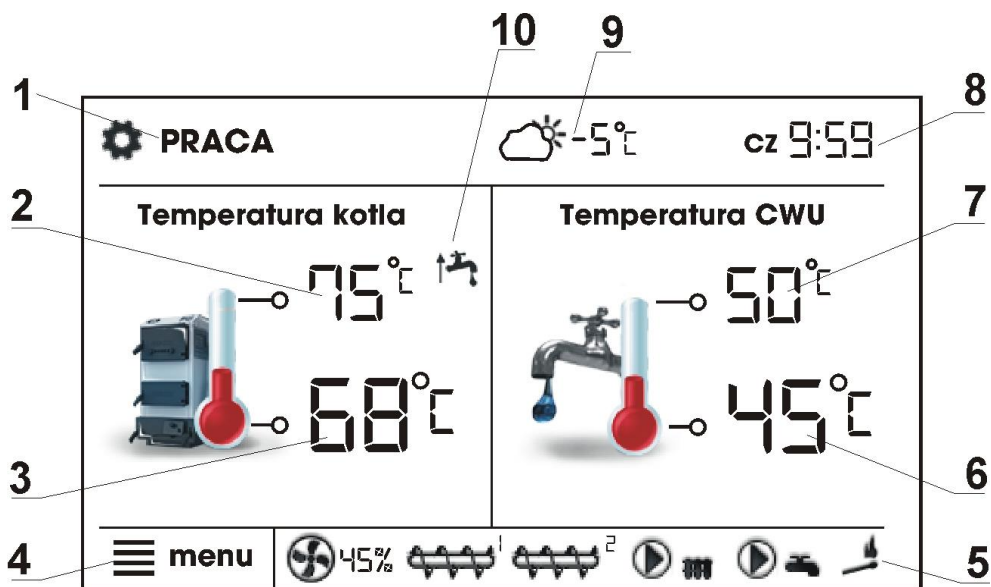 10 9
1 8
PRACA -5°C CZ 9:59
2 7
Temperatura kotla Temperatura CWU
75°C 50°C
68°C 45°C
3 6
4 5
menu 45% 1 2